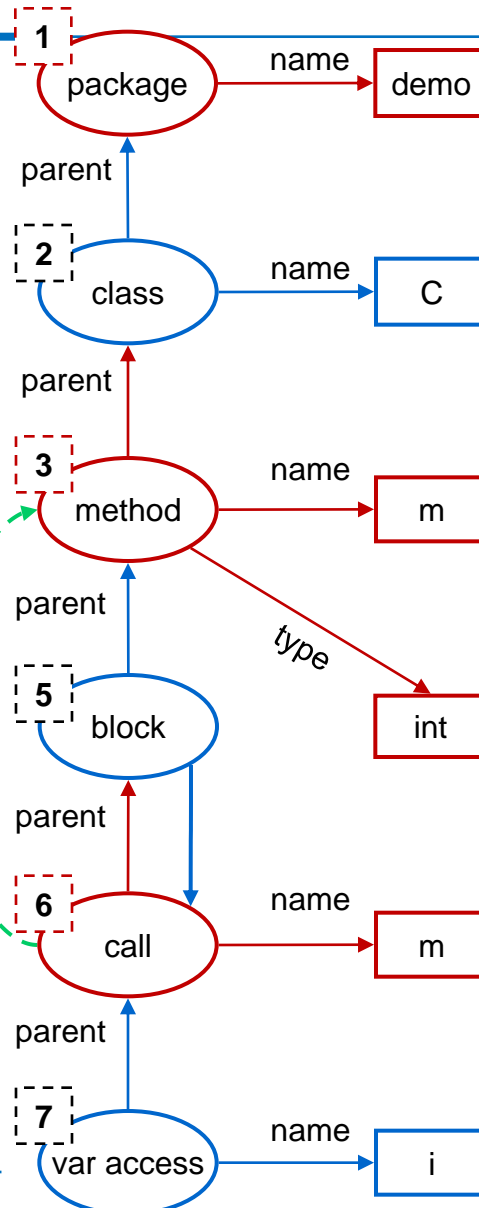 1
name
package
demo
parent
2
name
class
C
parent
3
name
method
m
parent
type
5
block
int
parent
6
name
call
m
parent
7
name
var access
i